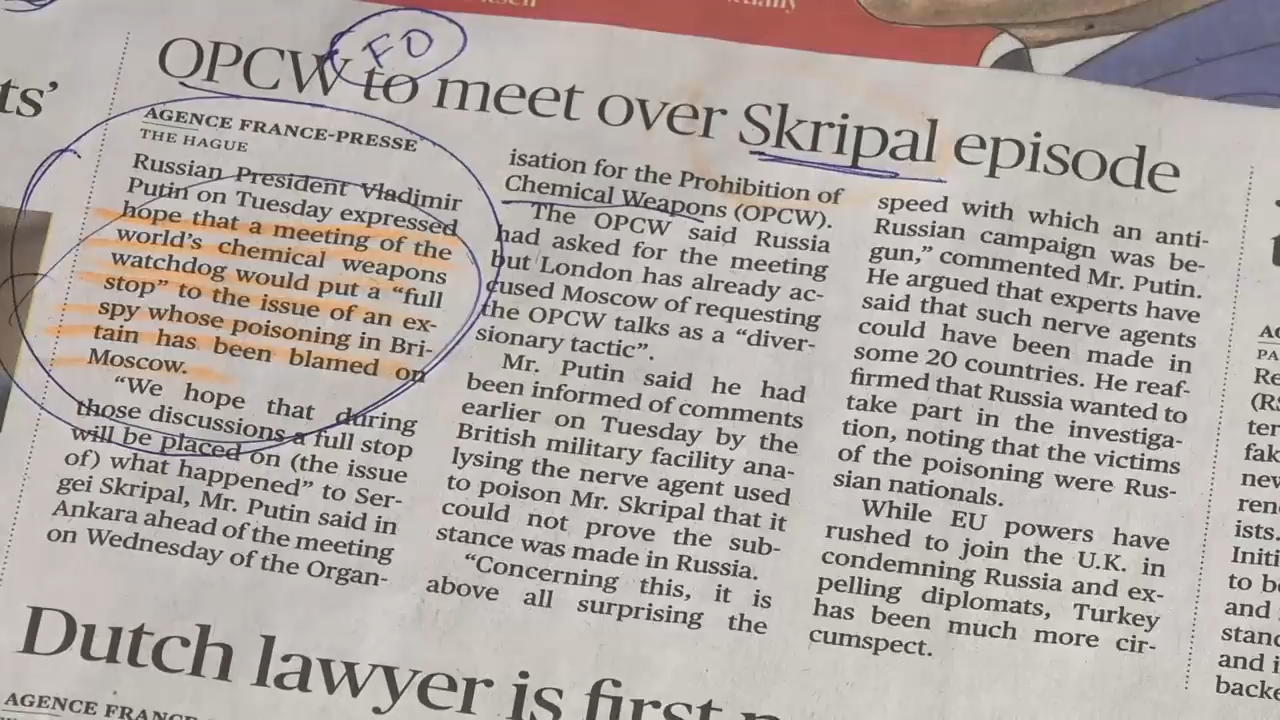 ts’
FO
OPCW to meet over Skripal episode
AGENCE FRANCE-PRESSE
THE HAGUE
Russian President Vladimir
Putin on Tuesday expressed
hope that a meeting of the
world’s chemical weapons
watchdog would put a “full
stop” to the issue of an ex-
spy whose poisoning in Bri-
tain has been blamed on
Moscow.
“We hope that during
those discussions a full stop
will be placed on (the issue
of) what happened” to Ser-
gei Skripal, Mr. Putin said in
Ankara ahead of the meeting
on Wednesday of the Organ-
isation for the Prohibition of
Chemical Weapons (OPCW).
The OPCW said Russia
had asked for the meeting
but London has already ac-
cused Moscow of requesting
the OPCW talks as a “diver-
sionary tactic”.
Mr. Putin said he had
been informed of comments
earlier on Tuesday by the
British military facility ana-
lysing the nerve agent used
to poison Mr. Skripal that it
could not prove the sub-
stance was made in Russia.
“Concerning this, it is
above all surprising the
speed with which an anti-
Russian campaign was be-
gun,” commented Mr. Putin.
He argued that experts have
said that such nerve agents
could have been made in
some 20 countries. He reaf-
firmed that Russia wanted to
take part in the investiga-
tion, noting that the victims
of the poisoning were Rus-
sian nationals.
While EU powers have
rushed to join the U.K. in
condemning Russia and ex-
pelling diplomats, Turkey
has been much more cir-
cumspect.
Dutch lawyer is first
AGENCE FRANC
AG
PA
Re
(RS
ter
fak
nev
ren
ists.
Initi
to b
and
stanc
and i
backe